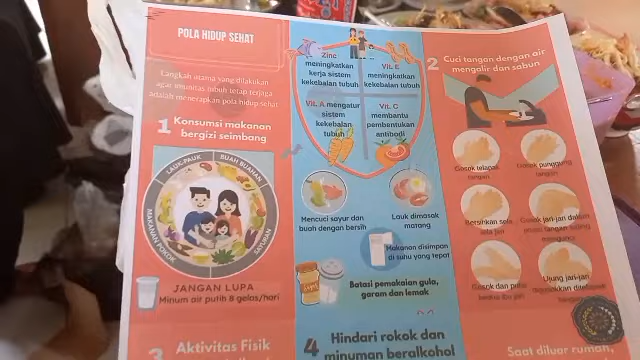 POLA HIDUP SEHAT
Langkah utama yang dilakukan
agar imunitas tubuh tetap terjaga
adalah menerapkan pola hidup sehat
1 Konsumsi makanan
bergizi seimbang
LAUK-PAUK
BUAH BUAHAN
MAKANAN POKOK
SAYURAN
JANGAN LUPA
Minum air putih 8 gelas/hari
3 Aktivitas Fisik
Zinc
meningkatkan
kerja sistem
kekebalan tubuh
Vit. E
meningkatkan
kekebalan tubuh
Vit. A mengatur
sistem
kekebalan
tubuh
Vit. C
membantu
pembentukan
antibodi
Mencuci sayur dan
buah dengan bersih
Lauk dimasak
matang
Makanan disimpan
di suhu yang tepat
Batasi pemakaian gula,
garam dan lemak
4 Hindari rokok dan
minuman beralkohol
2 Cuci tangan dengan air
mengalir dan sabun
Gosok telapak
tangan
Gosok punggung
tangan
Bersihkan sela
sela jari
Gosok jari-jari dalam
Gosok dan putar
Ujung jari-jari
Saat diluar rumah,